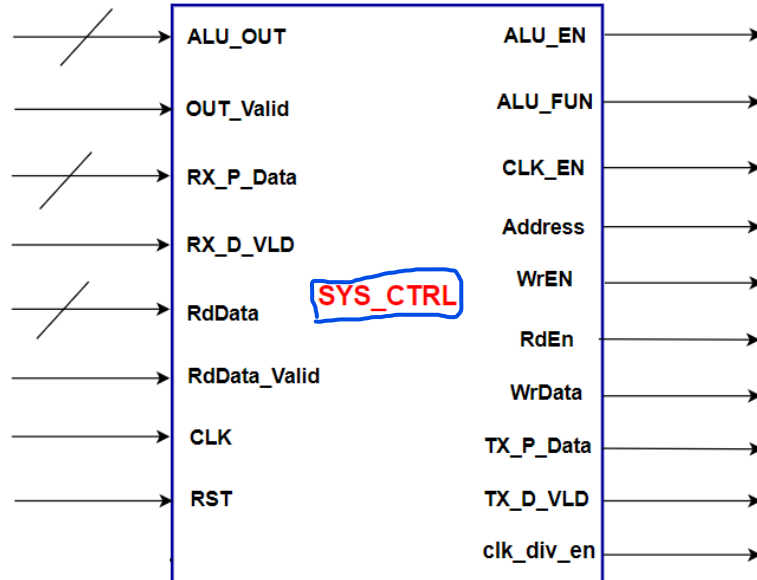 ALU_OUT
OUT_Valid
RX_P_Data
RX_D_VLD
RdData
RdData_Valid
CLK
RST
SYS_CTRL
ALU_EN
ALU_FUN
CLK_EN
Address
WrEN
RdEn
WrData
TX_P_Data
TX_D_VLD
clk_div_en